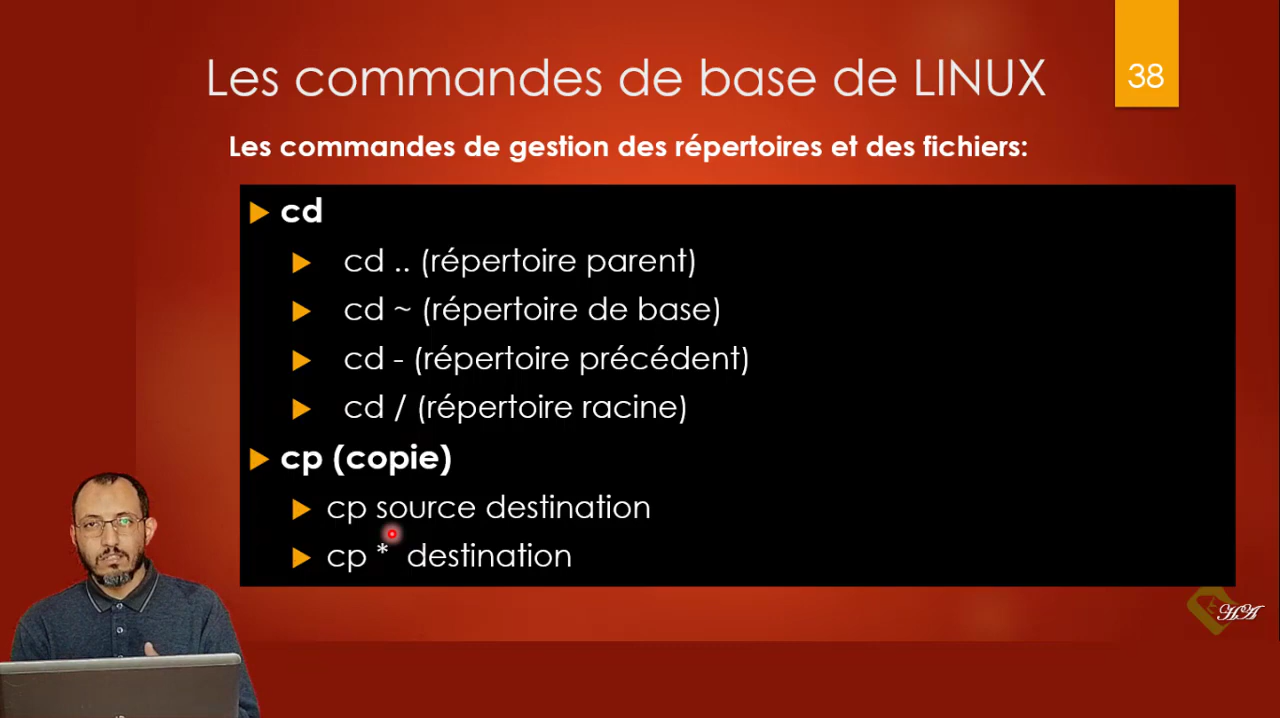 Les commandes de base de LINUX
38
Les commandes de gestion des répertoires et des fichiers:
cd
cd .. (répertoire parent)
cd ~ (répertoire de base)
cd - (répertoire précédent)
cd / (répertoire racine)
cp (copie)
cp source destination
cp * destination
HA